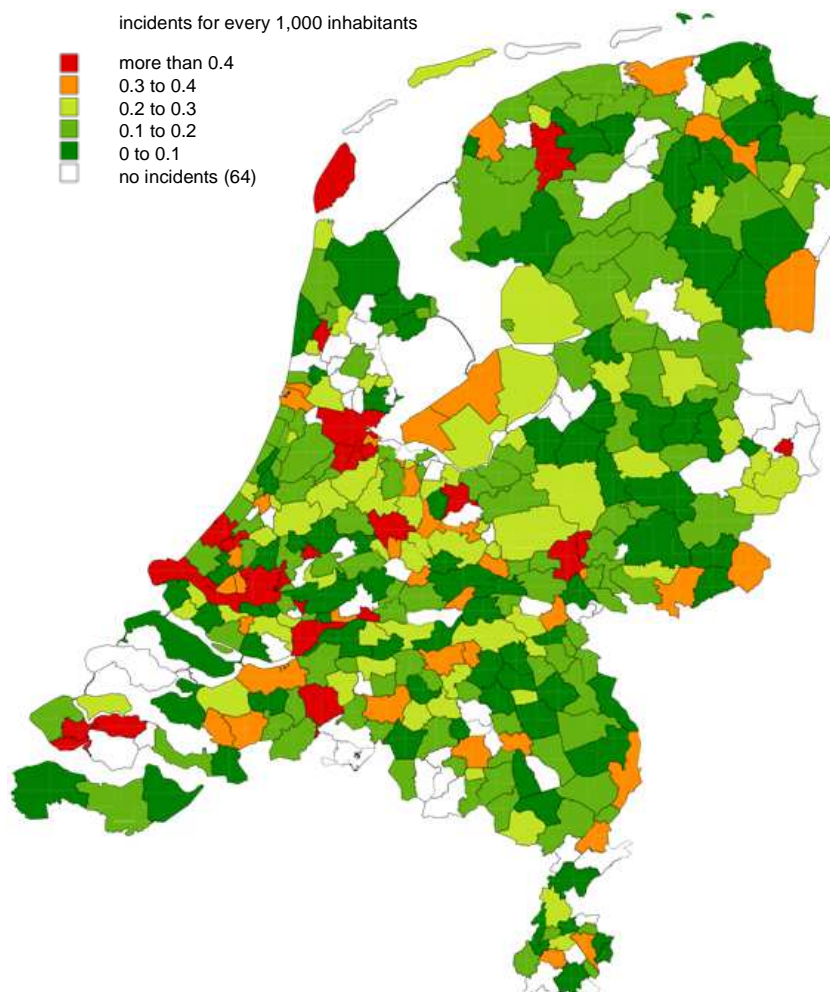 incidents for every 1,000 inhabitants
more than 0.4
0.3 to 0.4
0.2 to 0.3
0.1 to 0.2
0 to 0.1
no incidents (64)